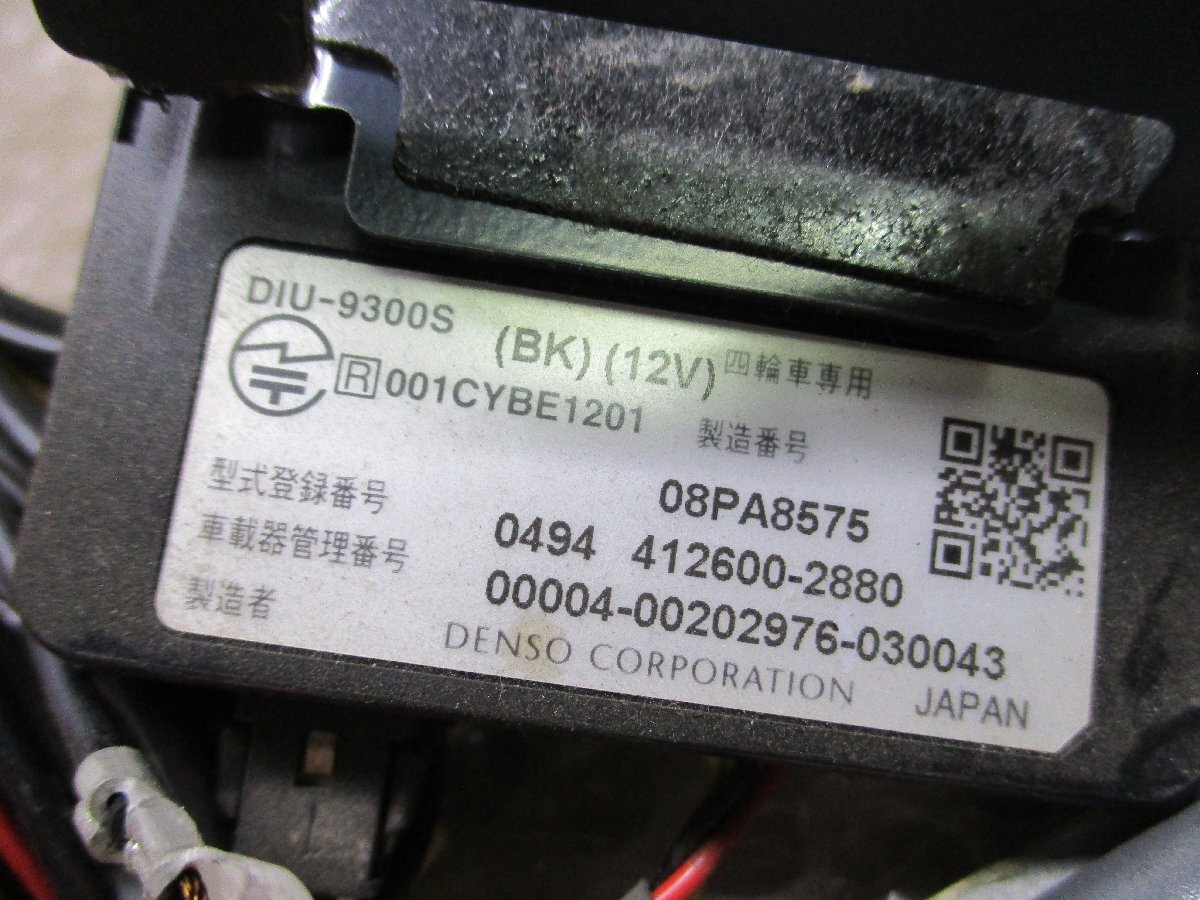 DIU-9300S (BK) (12V) 四輪車専用
R 001CYBE1201
製造番号 08PA8575
型式登録番号 0494 412600-2880
車載器管理番号 00004-00202976-030043
製造者 DENSO CORPORATION JAPAN